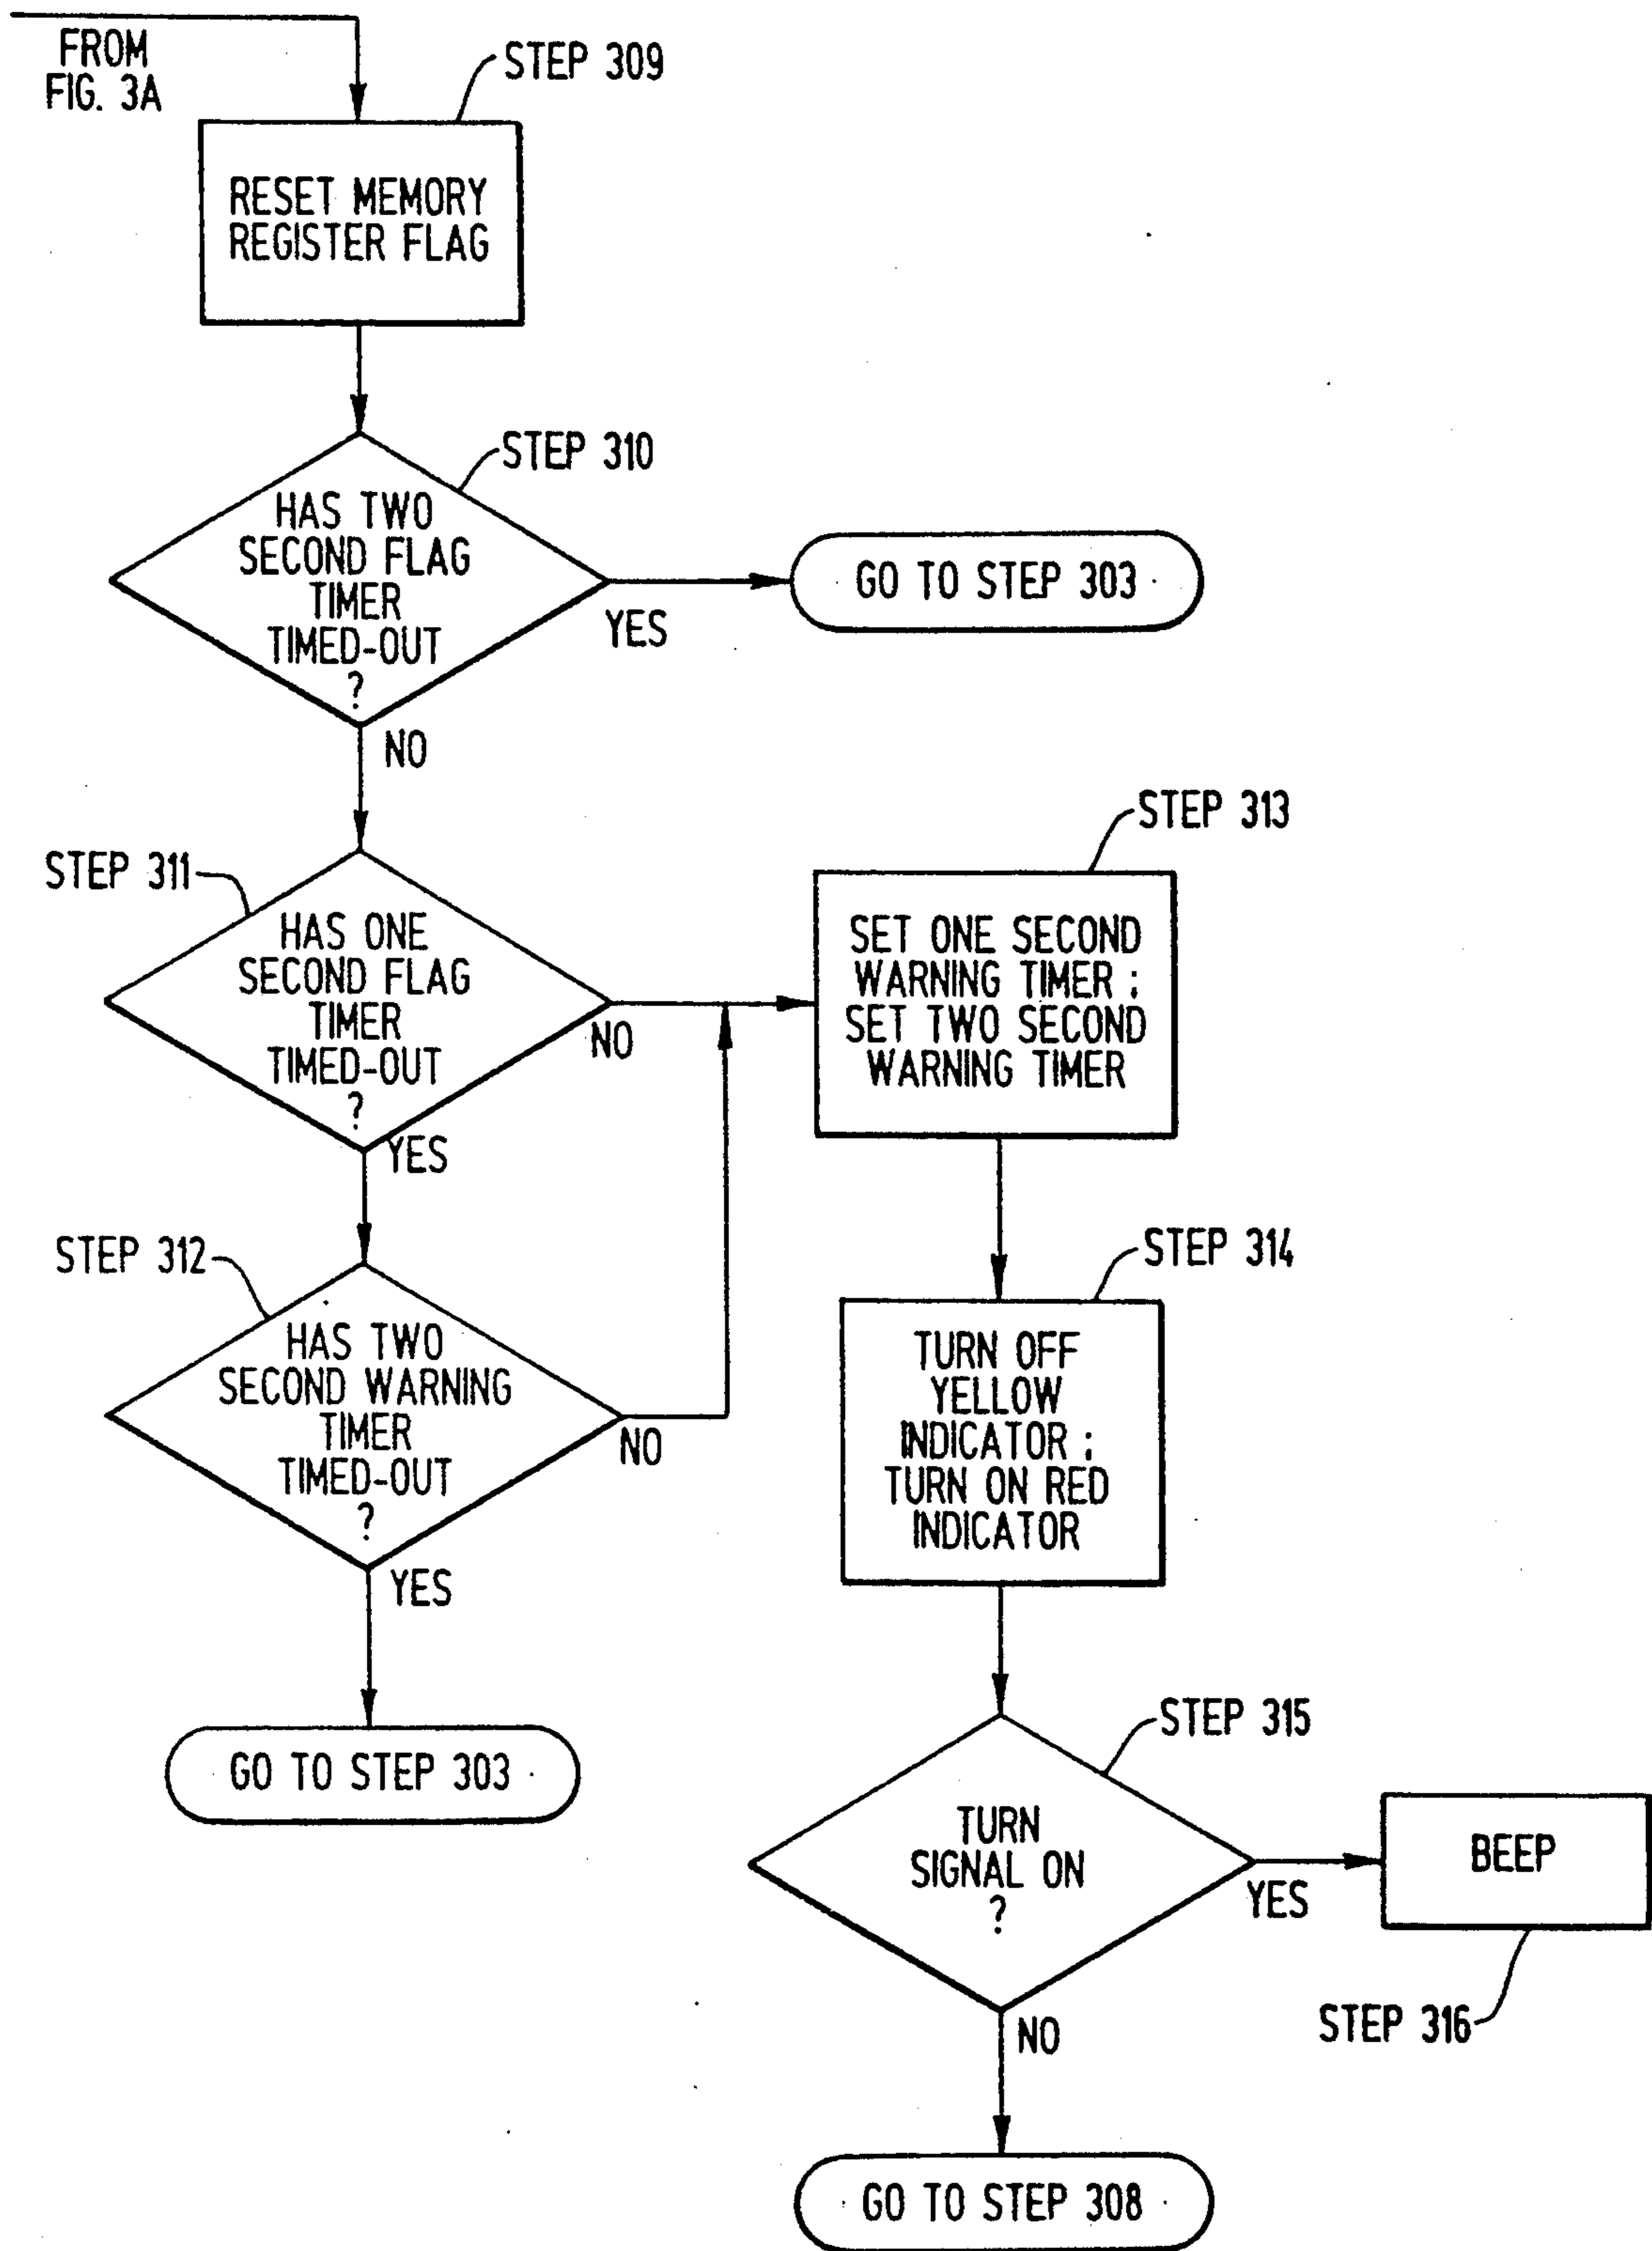 FROM
FIG. 3A
STEP 309
RESET MEMORY
REGISTER FLAG
STEP 310
HAS TWO
SECOND FLAG
TIMER
TIMED-OUT
?
YES
GO TO STEP 303
NO
STEP 311
HAS ONE
SECOND FLAG
TIMER
TIMED-OUT
?
NO
YES
STEP 313
SET ONE SECOND
WARNING TIMER ;
SET TWO SECOND
WARNING TIMER
STEP 312
HAS TWO
SECOND WARNING
TIMER
TIMED-OUT
?
NO
YES
GO TO STEP 303
STEP 314
TURN OFF
YELLOW
INDICATOR ;
TURN ON RED
INDICATOR
STEP 315
TURN
SIGNAL ON
?
YES
BEEP
STEP 316
NO
GO TO STEP 308